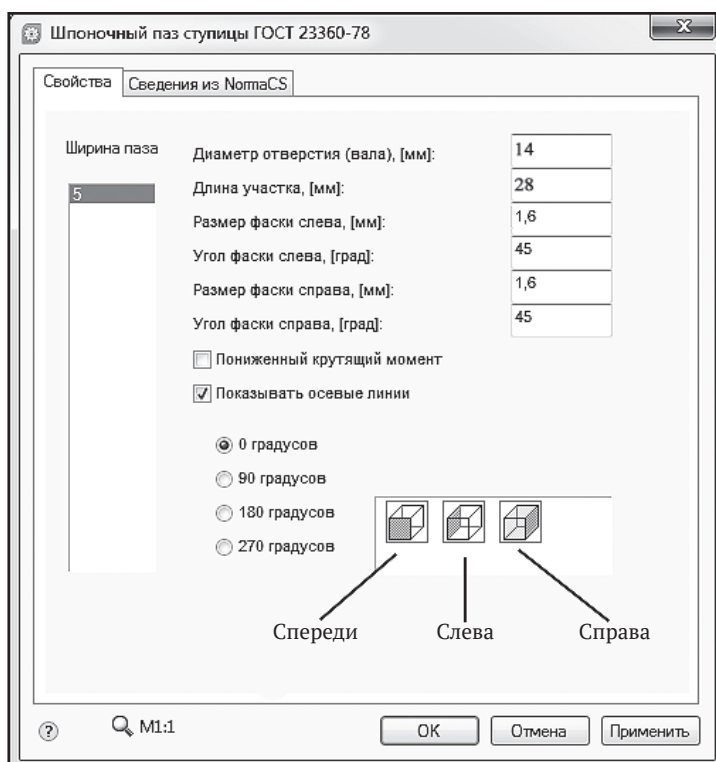 Шпоночный паз ступицы ГОСТ 23360-78
Свойства
Сведения из NormaCS
Ширина паза
5
Диаметр отверстия (вала), [мм]: 14
Длина участка, [мм]: 28
Размер фаски слева, [мм]: 1,6
Угол фаски слева, [град]: 45
Размер фаски справа, [мм]: 1,6
Угол фаски справа, [град]: 45
Пониженный крутящий момент
Показывать осевые линии
0 градусов
90 градусов
180 градусов
270 градусов
Спереди Слева Справа
? М1:1 OK Отмена Применить